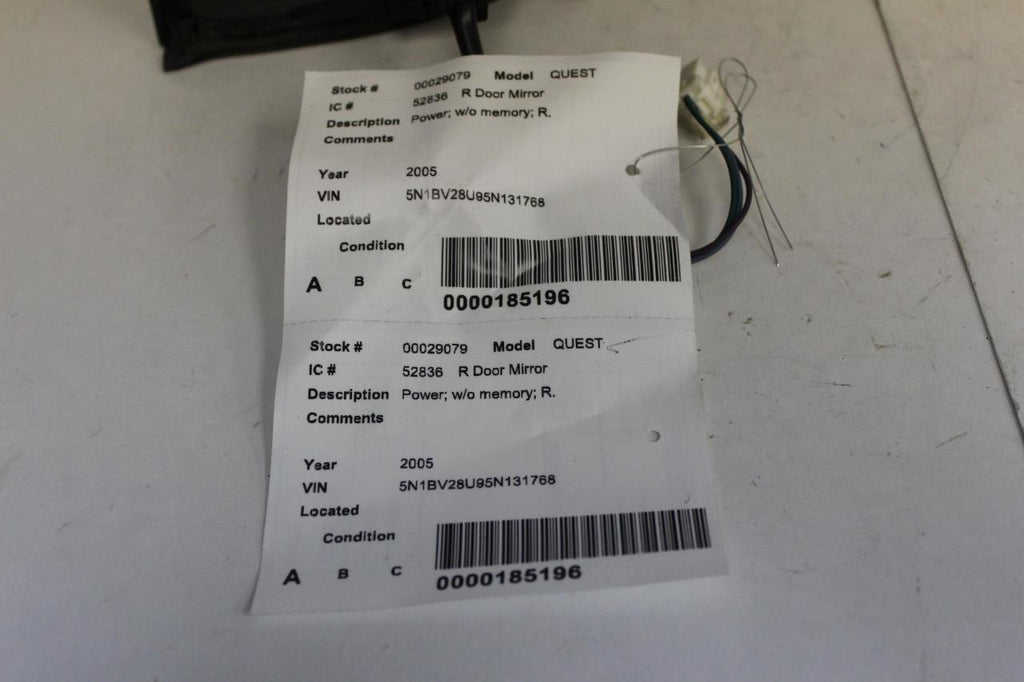 Stock # 00029079 Model QUEST
IC # 52836 R Door Mirror
Description Power; w/o memory; R.
Comments
Year 2005
VIN 5N1BV28U95N131768
Located
Condition
A B C
0000185196
Stock # 00029079 Model QUEST
IC # 52836 R Door Mirror
Description Power; w/o memory; R.
Comments
Year 2005
VIN 5N1BV28U95N131768
Located
Condition
A B C
0000185196